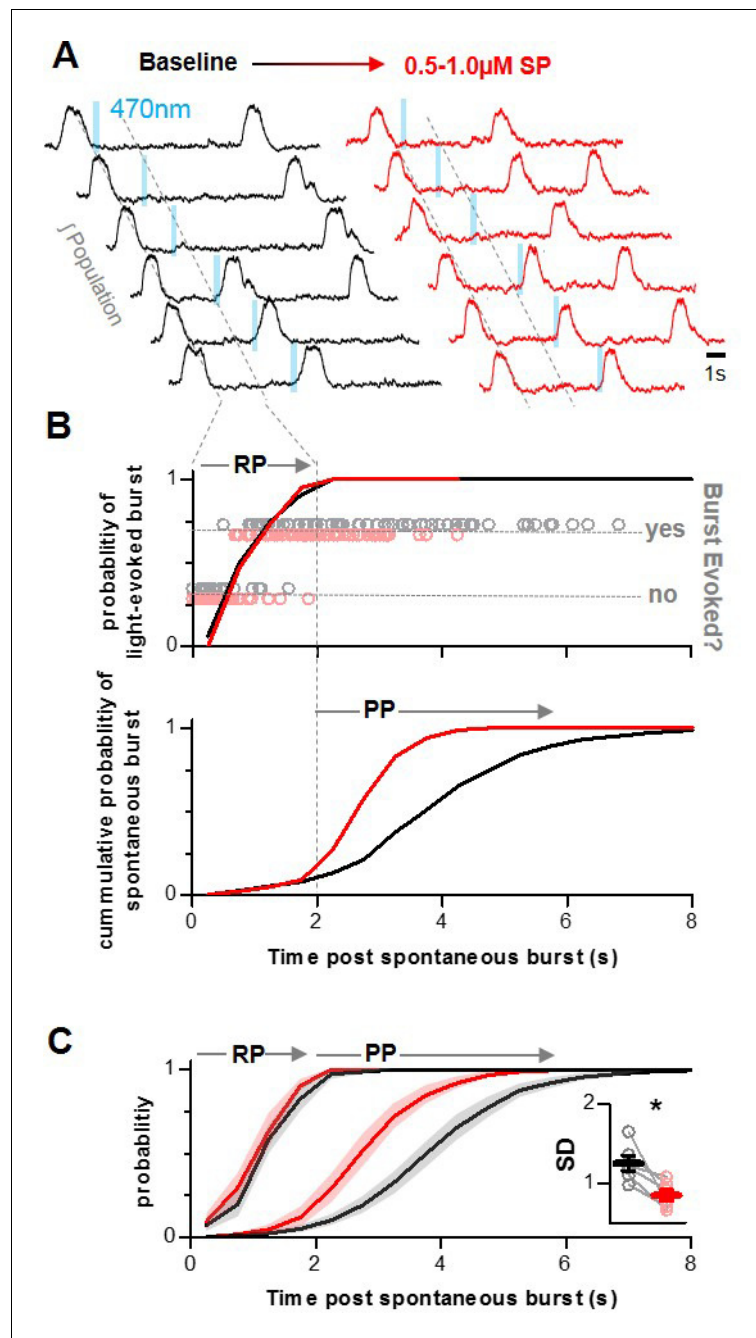 A
Baseline
0.5-1.0µM SP
470nm
∫Population
1s
B
RP
1
0
probablitiy of
light-evoked burst
yes
no
Burst Evoked?
PP
1
0
cummulative probablitiy of
spontaneous burst
0 2 4 6 8
Time post spontaneous burst (s)
C
RP
PP
1
0
probablitiy
2
1
SD
*
0 2 4 6 8
Time post spontaneous burst (s)